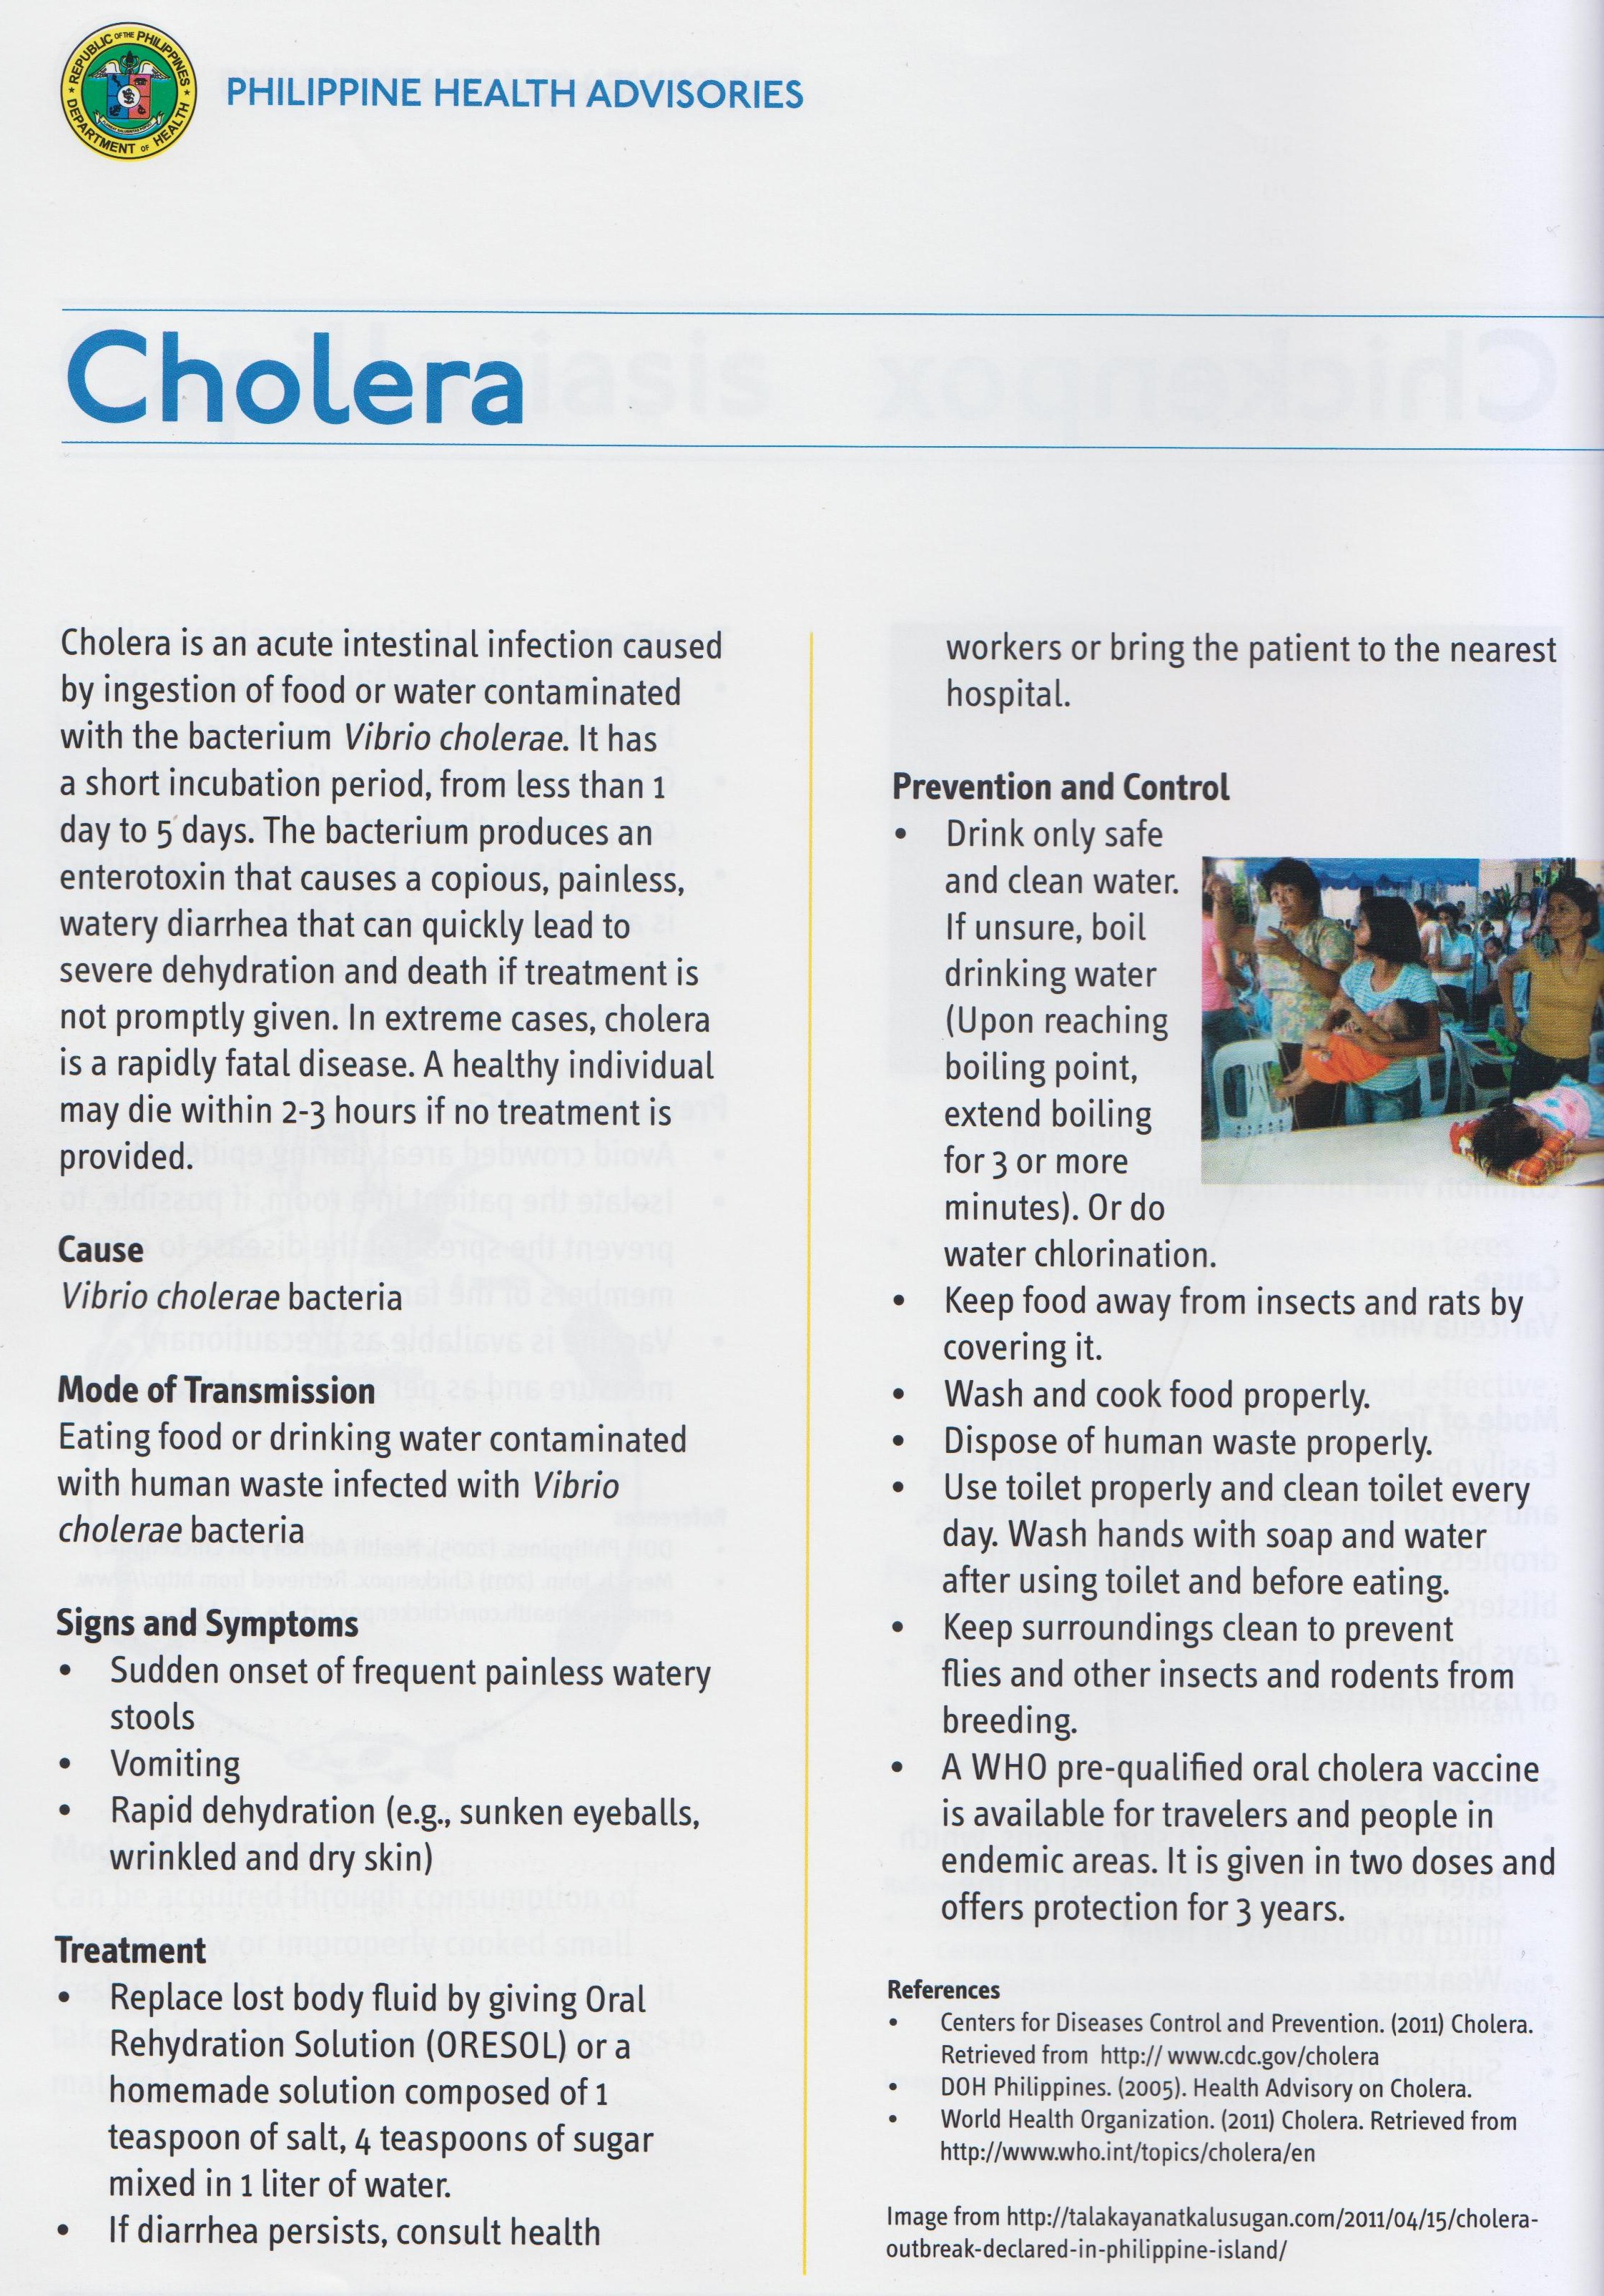 REPUBLIC OF THE PHILIPPINES
DEPARTMENT OF HEALTH
PHILIPPINE HEALTH ADVISORIES
Cholera
Cholera is an acute intestinal infection caused
by ingestion of food or water contaminated
with the bacterium Vibrio cholerae. It has
a short incubation period, from less than 1
day to 5 days. The bacterium produces an
enterotoxin that causes a copious, painless,
watery diarrhea that can quickly lead to
severe dehydration and death if treatment is
not promptly given. In extreme cases, cholera
is a rapidly fatal disease. A healthy individual
may die within 2-3 hours if no treatment is
provided.
Cause
Vibrio cholerae bacteria
Mode of Transmission
Eating food or drinking water contaminated
with human waste infected with Vibrio
cholerae bacteria
Signs and Symptoms
• Sudden onset of frequent painless watery
stools
• Vomiting
• Rapid dehydration (e.g., sunken eyeballs,
wrinkled and dry skin)
Treatment
• Replace lost body fluid by giving Oral
Rehydration Solution (ORESOL) or a
homemade solution composed of 1
teaspoon of salt, 4 teaspoons of sugar
mixed in 1 liter of water.
• If diarrhea persists, consult health
workers or bring the patient to the nearest
hospital.
Prevention and Control
• Drink only safe
and clean water.
If unsure, boil
drinking water
(Upon reaching
boiling point,
extend boiling
for 3 or more
minutes). Or do
water chlorination.
• Keep food away from insects and rats by
covering it.
• Wash and cook food properly.
• Dispose of human waste properly.
• Use toilet properly and clean toilet every
day. Wash hands with soap and water
after using toilet and before eating.
• Keep surroundings clean to prevent
flies and other insects and rodents from
breeding.
• A WHO pre-qualified oral cholera vaccine
is available for travelers and people in
endemic areas. It is given in two doses and
offers protection for 3 years.
References
• Centers for Diseases Control and Prevention. (2011) Cholera.
Retrieved from http:// www.cdc.gov/cholera
• DOH Philippines. (2005). Health Advisory on Cholera.
• World Health Organization. (2011) Cholera. Retrieved from
http://www.who.int/topics/cholera/en
Image from http://talakayanatkalusugan.com/2011/04/15/cholera-
outbreak-declared-in-philippine-island/